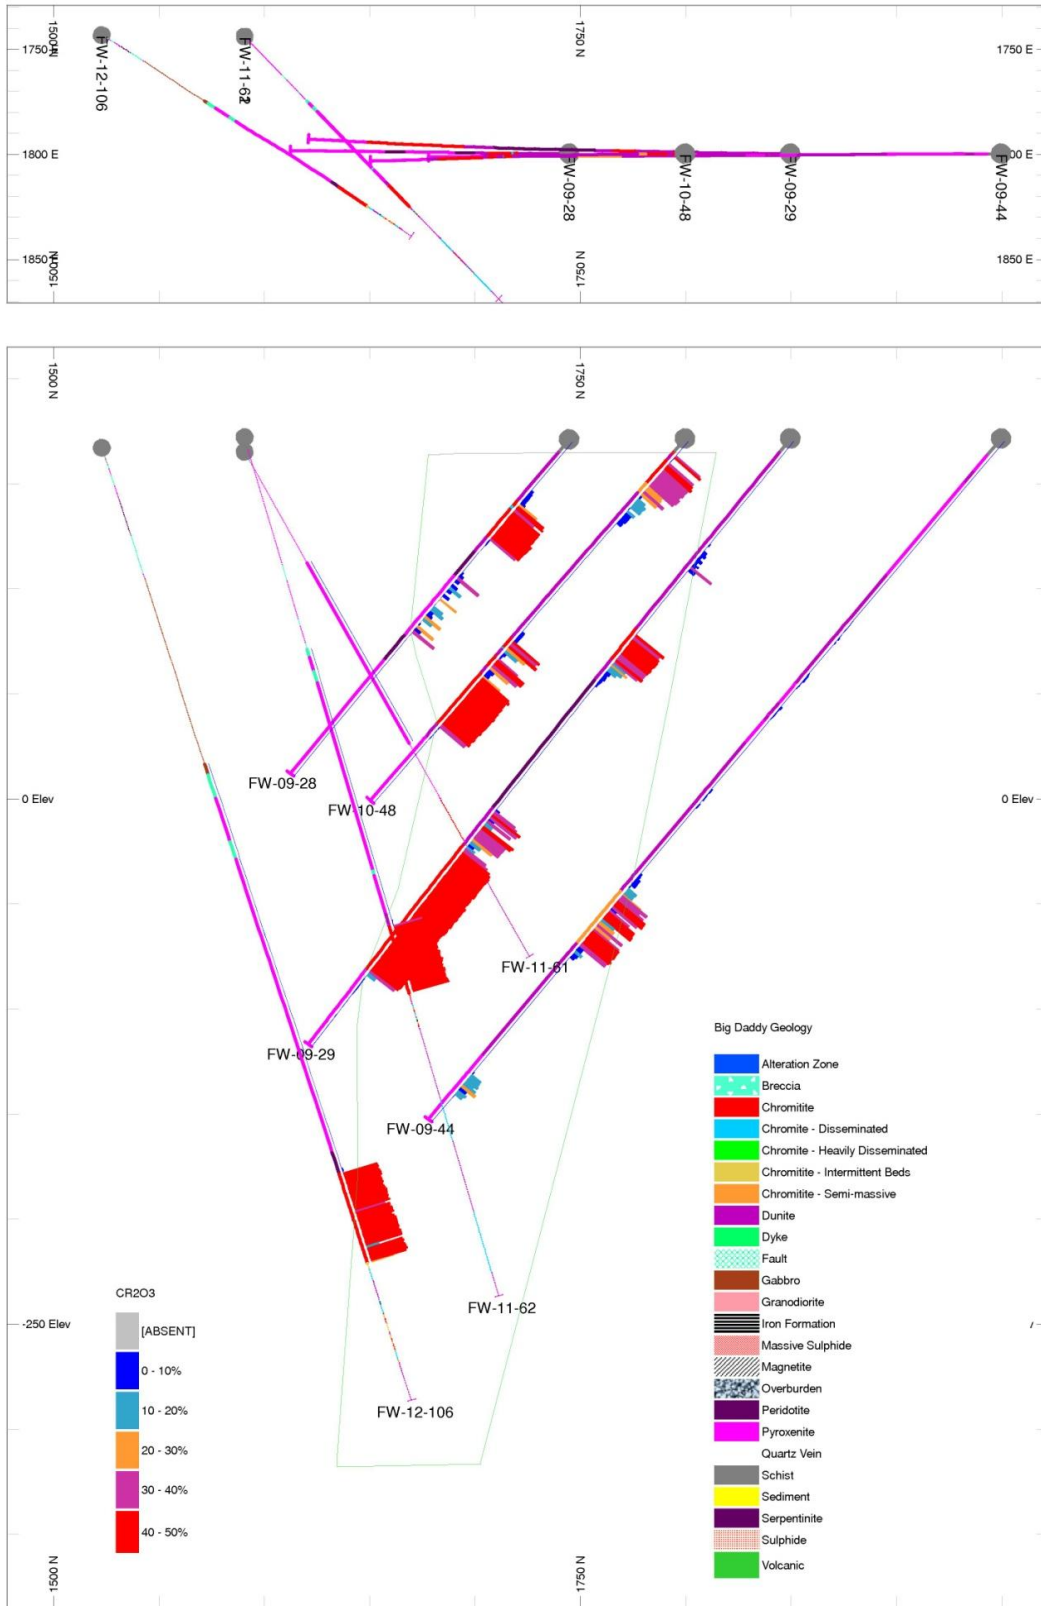 1500 N
1750 N
1750 E
1750 E
FW-12-106
FW-11-61
1800 E
00 E
FW-09-28
FW-10-48
FW-09-29
FW-09-44
1850 E
1850 E
1500 N
1750 N
1500 N
1750 N
FW-09-28
FW-10-48
0 Elev
0 Elev
FW-11-61
FW-09-29
FW-09-44
FW-11-62
-250 Elev
FW-12-106
Big Daddy Geology
Alteration Zone
Breccia
Chromitite
Chromite - Disseminated
Chromite - Heavily Disseminated
Chromitite - Intermittent Beds
Chromitite - Semi-massive
Dunite
Dyke
Fault
Gabbro
Granodiorite
Iron Formation
Massive Sulphide
Magnetite
Overburden
Peridotite
Pyroxenite
Quartz Vein
Schist
Sediment
Serpentinite
Sulphide
Volcanic
CR2O3
[ABSENT]
0 - 10%
10 - 20%
20 - 30%
30 - 40%
40 - 50%
1500 N
1750 N